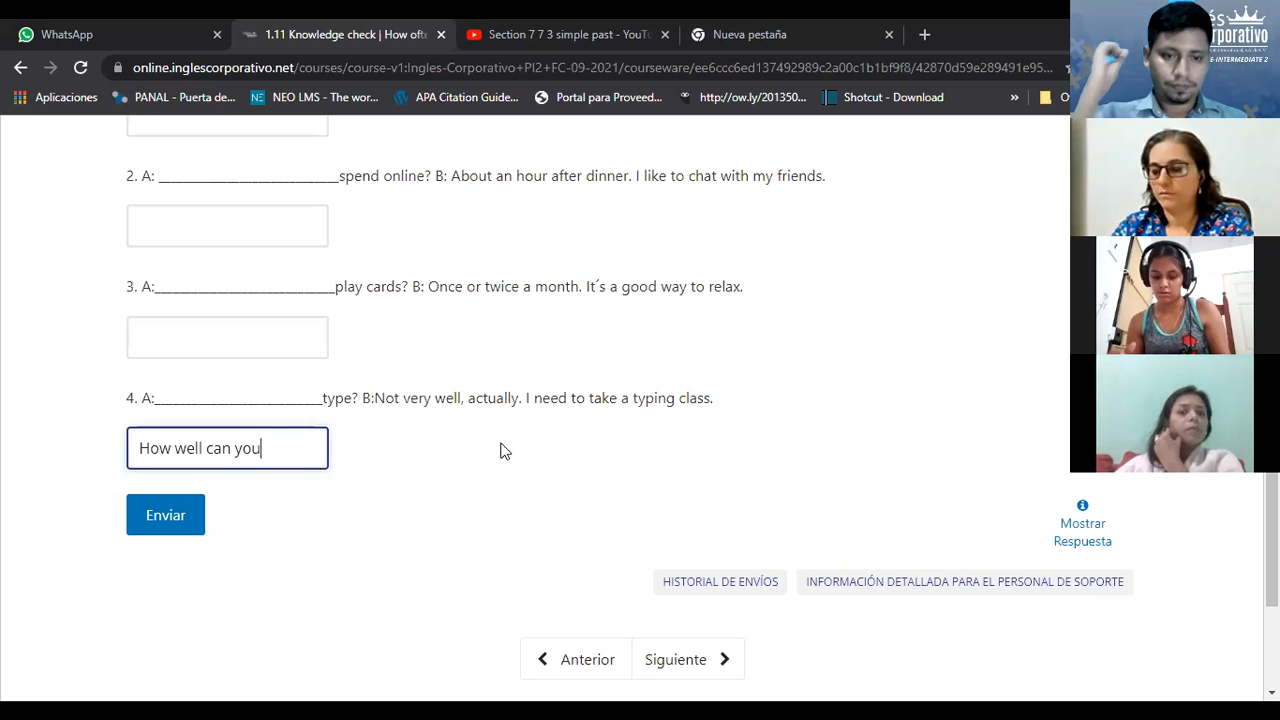 WhatsApp
1.11 Knowledge check | How ofte
Section 7 7 3 simple past - YouTu
Nueva pestaña
online.inglescorporativo.net/courses/course-v1:Ingles-Corporati
09-2021/courseware/ee6ccc6ed137429
a00c1b1bf9f8/42870d59e289491e95...
Aplicaciones
PANAL - Puerta de...
NEO LMS - The wor...
APA Citation Guide...
Portal para Proveed...
http://ow.ly/201350...
Shotcut - Download
»
2. A: ________________________spend online? B: About an hour after dinner. I like to chat with my friends.
3. A:________________________play cards? B: Once or twice a month. It´s a good way to relax.
4. A:________________________type? B:Not very well, actually. I need to take a typing class.
How well can you
Enviar
Mostrar
Respuesta
HISTORIAL DE ENVÍOS
INFORMACIÓN DETALLADA PARA EL PERSONAL DE SOPORTE
Anterior
Siguiente